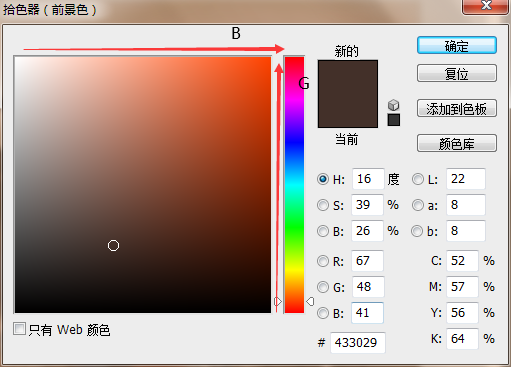 拾色器（前景色）
B
新的
G
当前
确定
复位
添加到色板
颜色库
H: 16 度
L: 22
S: 39 %
a: 8
B: 26 %
b: 8
R: 67
C: 52 %
G: 48
M: 57 %
B: 41
Y: 56 %
# 433029
K: 64 %
只有 Web 颜色